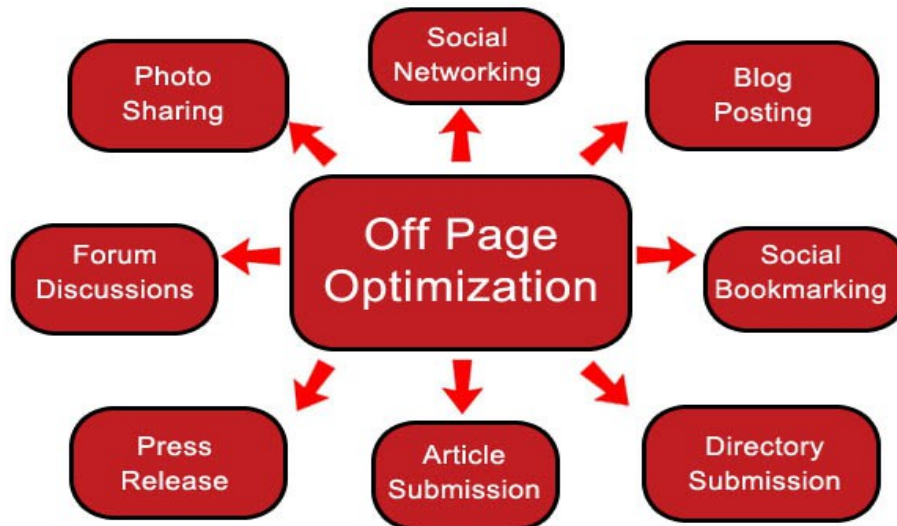 Social
Networking
Photo
Sharing
Blog
Posting
Off Page
Optimization
Forum
Discussions
Social
Bookmarking
Press
Release
Article
Submission
Directory
Submission